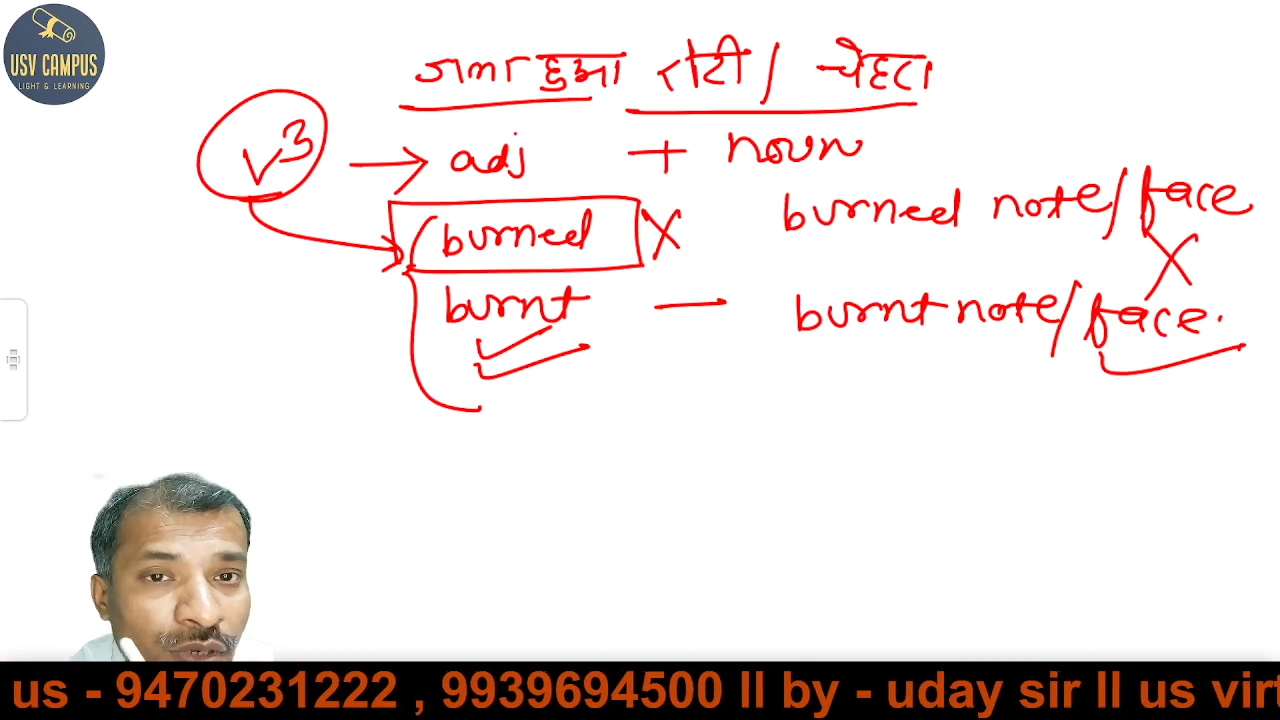 USV CAMPUS
LIGHT & LEARNING
जला हुआ रोटी / चेहरा
V3 → adj + noun
burned X burned note/face X
burnt — burnt note/face.
us - 9470231222 , 9939694500 ll by - uday sir ll us virt